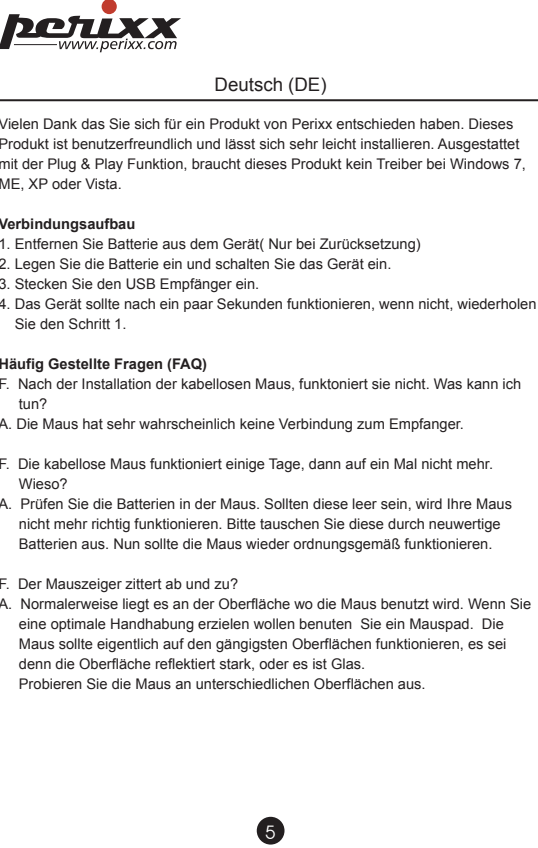 perixx
www.perixx.com
Deutsch (DE)
Vielen Dank das Sie sich für ein Produkt von Perixx entschieden haben. Dieses
Produkt ist benutzerfreundlich und lässt sich sehr leicht installieren. Ausgestattet
mit der Plug & Play Funktion, braucht dieses Produkt kein Treiber bei Windows 7,
ME, XP oder Vista.
Verbindungsaufbau
1. Entfernen Sie Batterie aus dem Gerät( Nur bei Zurücksetzung)
2. Legen Sie die Batterie ein und schalten Sie das Gerät ein.
3. Stecken Sie den USB Empfänger ein.
4. Das Gerät sollte nach ein paar Sekunden funktionieren, wenn nicht, wiederholen
Sie den Schritt 1.
Häufig Gestellte Fragen (FAQ)
F. Nach der Installation der kabellosen Maus, funktoniert sie nicht. Was kann ich
tun?
A. Die Maus hat sehr wahrscheinlich keine Verbindung zum Empfanger.
F. Die kabellose Maus funktioniert einige Tage, dann auf ein Mal nicht mehr.
Wieso?
A. Prüfen Sie die Batterien in der Maus. Sollten diese leer sein, wird Ihre Maus
nicht mehr richtig funktionieren. Bitte tauschen Sie diese durch neuwertige
Batterien aus. Nun sollte die Maus wieder ordnungsgemäß funktionieren.
F. Der Mauszeiger zittert ab und zu?
A. Normalerweise liegt es an der Oberfläche wo die Maus benutzt wird. Wenn Sie
eine optimale Handhabung erzielen wollen benuten Sie ein Mauspad. Die
Maus sollte eigentlich auf den gängigsten Oberflächen funktionieren, es sei
denn die Oberfläche reflektiert stark, oder es ist Glas.
Probieren Sie die Maus an unterschiedlichen Oberflächen aus.
5